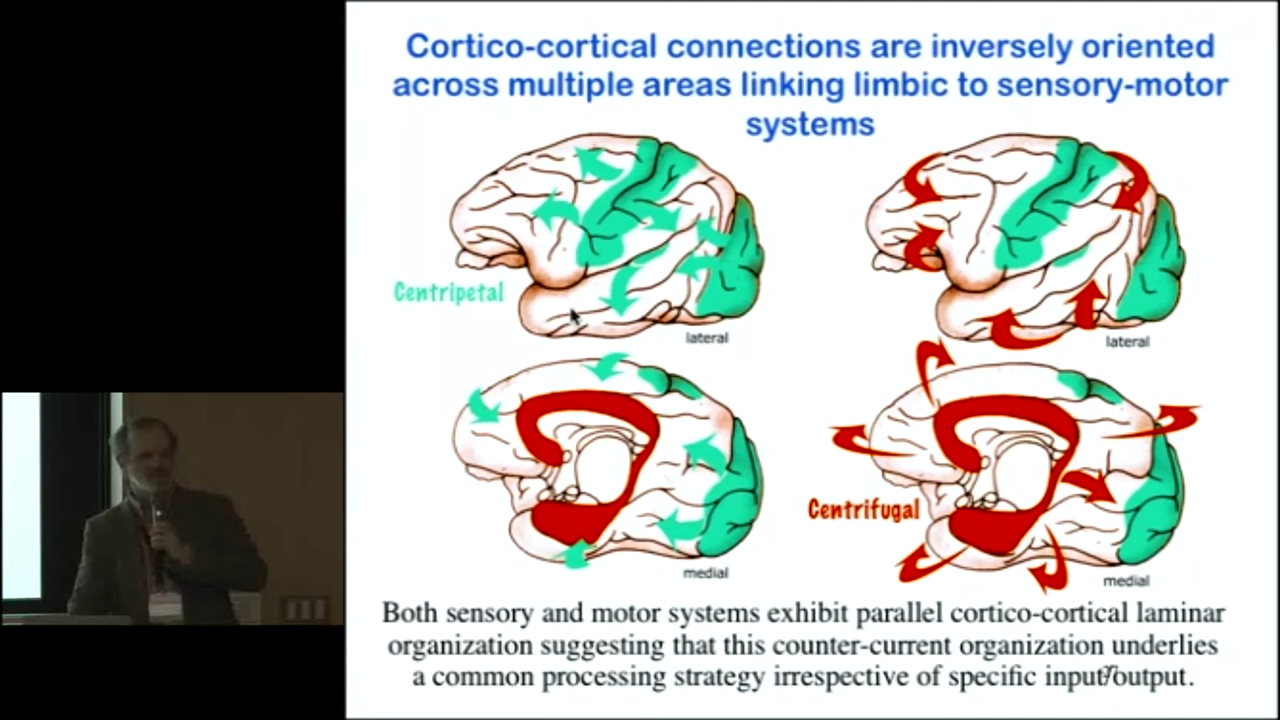 Cortico-cortical connections are inversely oriented
across multiple areas linking limbic to sensory-motor
systems
Centripetal
lateral
lateral
medial
Centrifugal
medial
Both sensory and motor systems exhibit parallel cortico-cortical laminar
organization suggesting that this counter-current organization underlies
a common processing strategy irrespective of specific input/output.